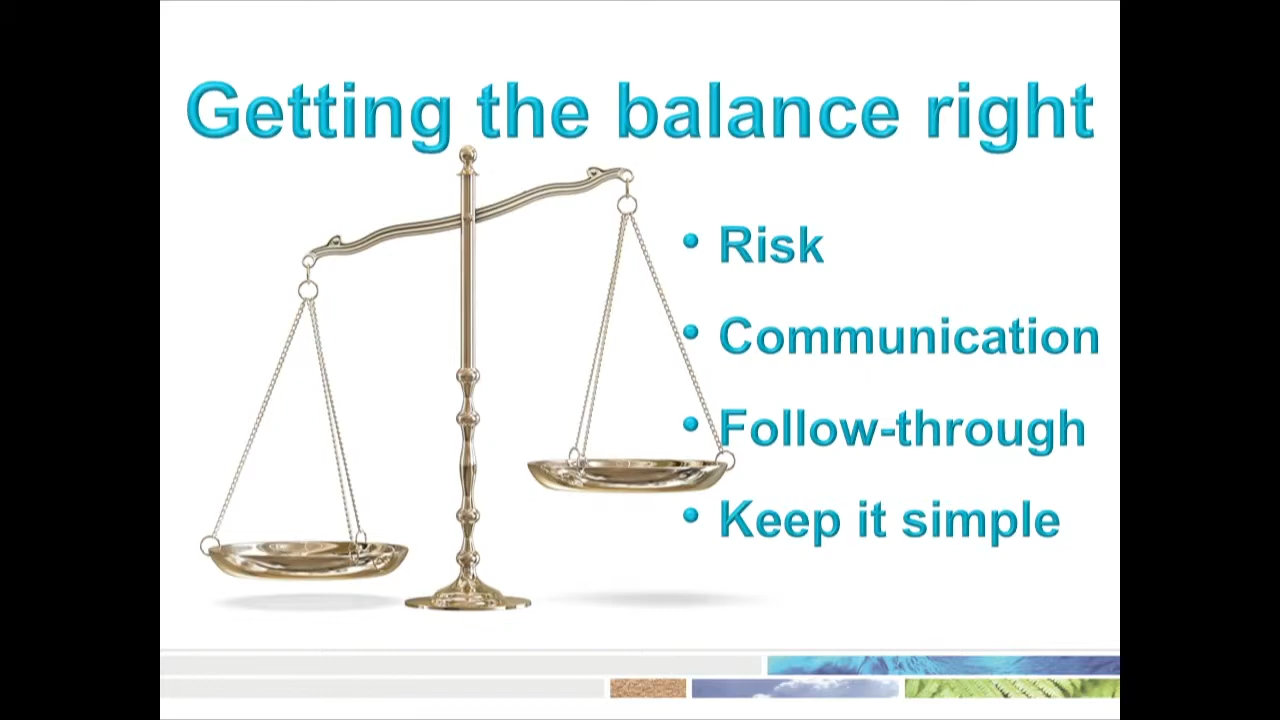 Getting the balance right
• Risk
• Communication
• Follow-through
• Keep it simple